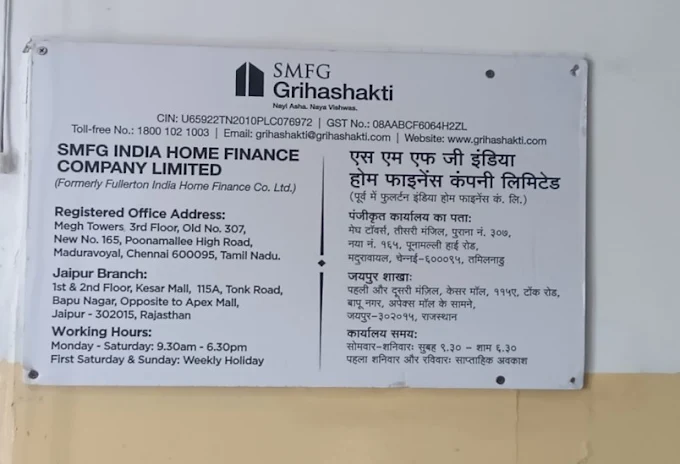 SMFG
Grihashakti
Nayi Asha. Naya Vishwas.
CIN: U65922TN2010PLC076972 | GST No.: 08AABCF6064H2ZL
Toll-free No.: 1800 102 1003 | Email: grihashakti@grihashakti.com | Website: www.grihashakti.com
SMFG INDIA HOME FINANCE
COMPANY LIMITED
(Formerly Fullerton India Home Finance Co. Ltd.)
Registered Office Address:
Megh Towers, 3rd Floor, Old No. 307,
New No. 165, Poonamallee High Road,
Maduravoyal, Chennai 600095, Tamil Nadu.
Jaipur Branch:
1st & 2nd Floor, Kesar Mall, 115A, Tonk Road,
Bapu Nagar, Opposite to Apex Mall,
Jaipur - 302015, Rajasthan
Working Hours:
Monday - Saturday: 9.30am - 6.30pm
First Saturday & Sunday: Weekly Holiday
एस एम एफ जी इंडिया
होम फाइनेंस कंपनी लिमिटेड
(पूर्व में फुलर्टन इंडिया होम फाइनेंस कं. लि.)
पंजीकृत कार्यालय का पता:
मेघ टॉवर्स, तीसरी मंजिल, पुराना नं. ३०७,
नया नं. १६५, पूनामल्ली हाई रोड,
मदुरावायल, चेन्नई-६०००९५, तमिलनाडु
जयपुर शाखा:
पहली और दूसरी मंज़िल, केसर मॉल, ११५ए, टोंक रोड,
बापू नगर, अपेक्स मॉल के सामने,
जयपुर-३०२०१५, राजस्थान
कार्यालय समय:
सोमवार-शनिवार: सुबह ९.३० - शाम ६.३०
पहला शनिवार और रविवार: साप्ताहिक अवकाश